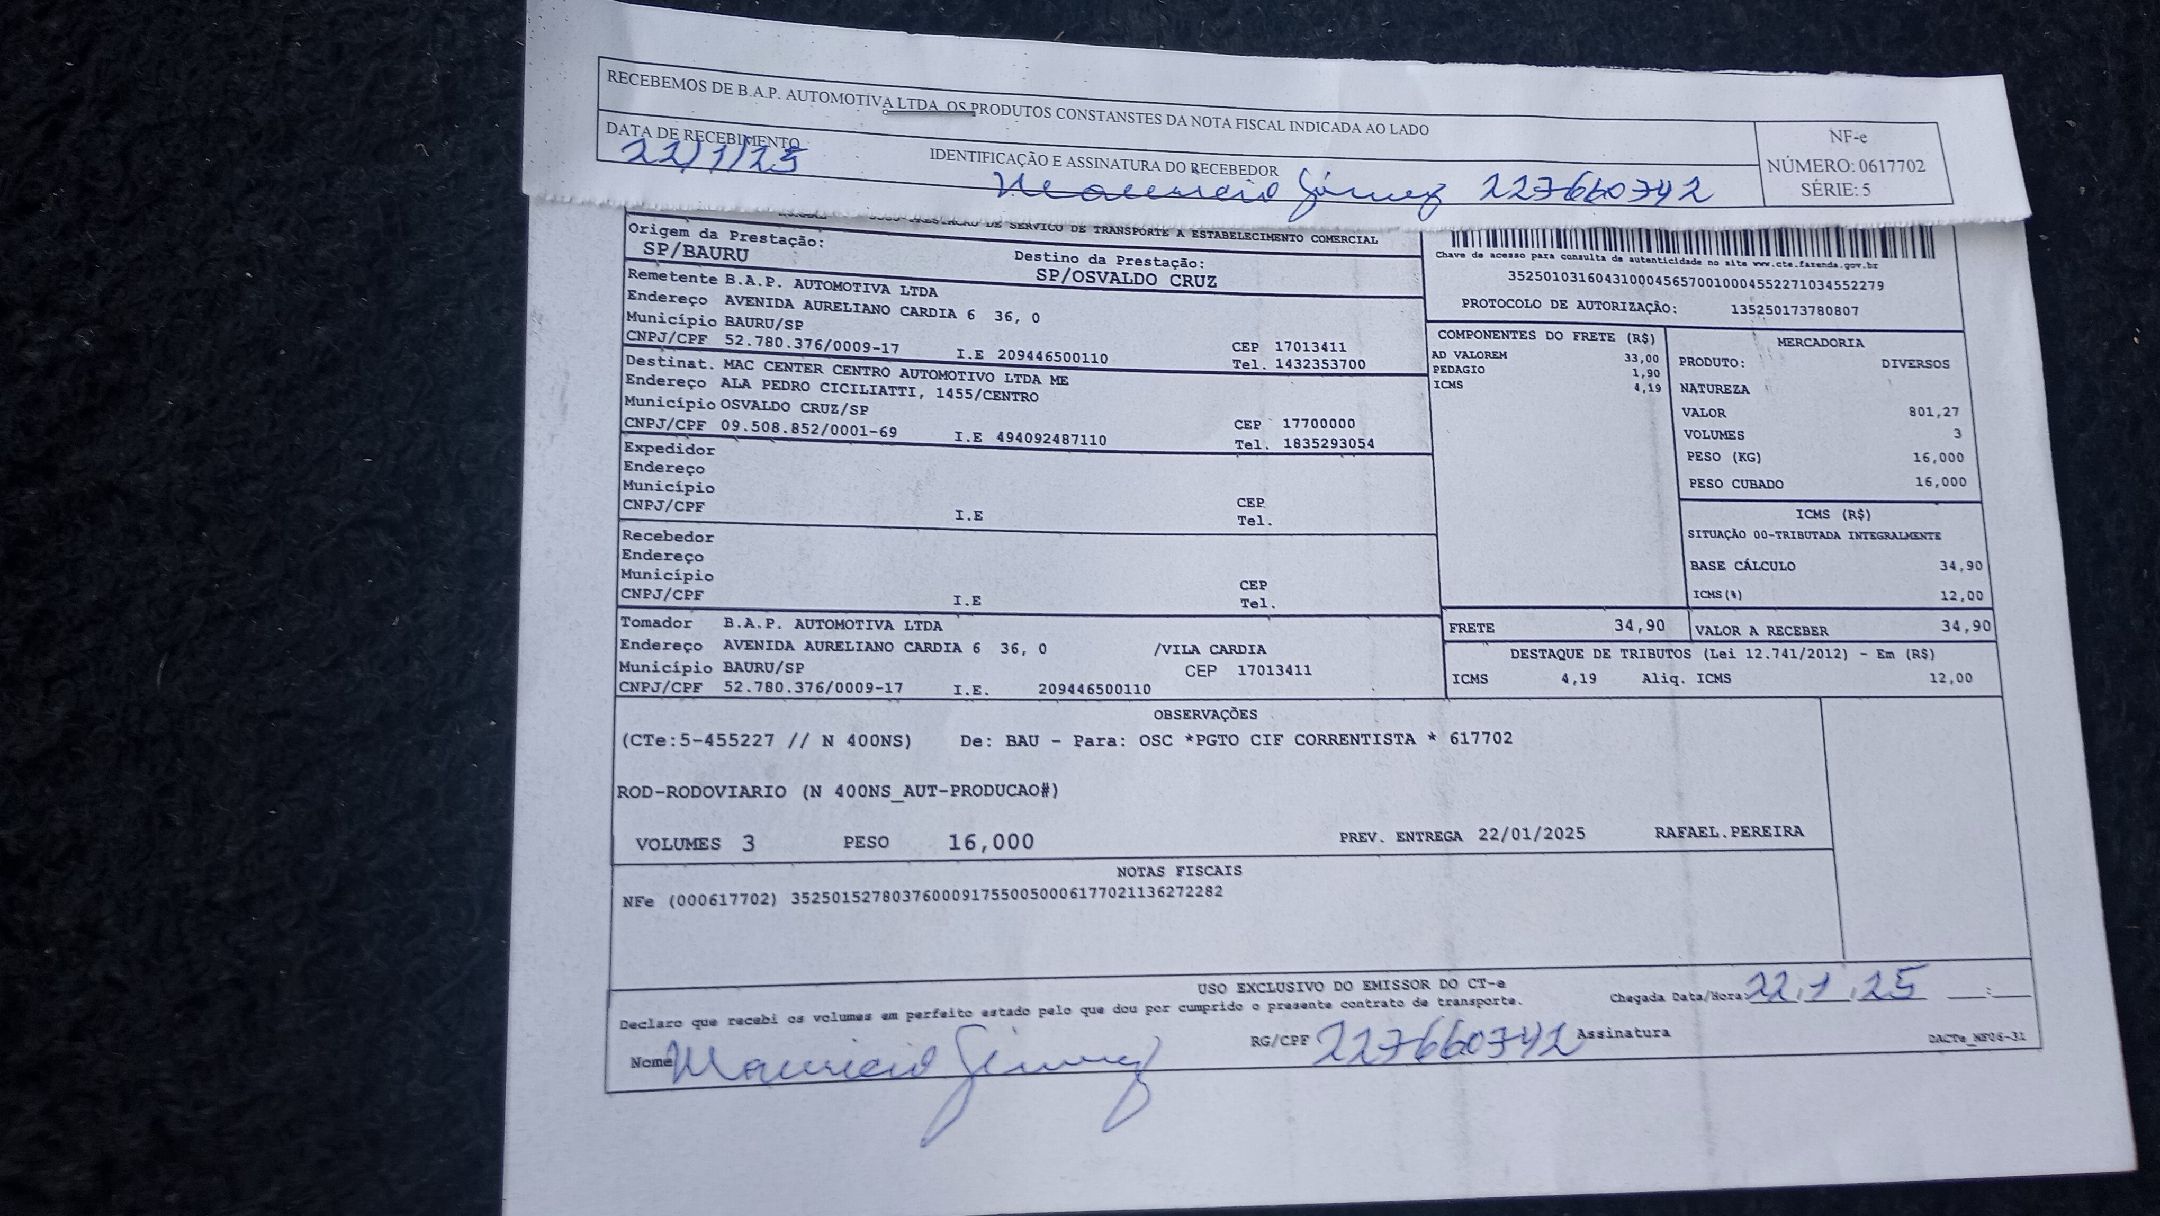 RECEBEMOS DE B.A.P. AUTOMOTIVA LTDA OS PRODUTOS CONSTANSTES DA NOTA FISCAL INDICADA AO LADO
DATA DE RECEBIMENTO
22/1/25
IDENTIFICAÇÃO E ASSINATURA DO RECEBEDOR
227660742
NF-e
NÚMERO: 0617702
SÉRIE: 5
DE SERVICO DE TRANSPORTE A ESTABELECIMENTO COMERCIAL
Origem da Prestação:
SP/BAURU
Destino da Prestação:
SP/OSVALDO CRUZ
Remetente B.A.P. AUTOMOTIVA LTDA
Endereço AVENIDA AURELIANO CARDIA 6 36, 0
Município BAURU/SP
CEP 17013411
CNPJ/CPF 52.780.376/0009-17 I.E 209446500110 Tel. 1432353700
Destinat. MAC CENTER CENTRO AUTOMOTIVO LTDA ME
Endereço ALA PEDRO CICILIATTI, 1455/CENTRO
Município OSVALDO CRUZ/SP CEP 17700000
CNPJ/CPF 09.508.852/0001-69 I.E 494092487110 Tel. 1835293054
Expedidor
Endereço
Município CEP
CNPJ/CPF I.E Tel.
Recebedor
Endereço
Município CEP
CNPJ/CPF I.E Tel.
Tomador B.A.P. AUTOMOTIVA LTDA
Endereço AVENIDA AURELIANO CARDIA 6 36, 0 /VILA CARDIA
Município BAURU/SP CEP 17013411
CNPJ/CPF 52.780.376/0009-17 I.E. 209446500110
Chave de acesso para consulta de autenticidade no site www.cte.fazenda.gov.br
35250103160431000456570010004552271034552279
PROTOCOLO DE AUTORIZAÇÃO: 135250173780807
COMPONENTES DO FRETE (R$)
AD VALOREM 33,00
PEDAGIO 1,90
ICMS 4,19
MERCADORIA
PRODUTO: DIVERSOS
NATUREZA
VALOR 801,27
VOLUMES 3
PESO (KG) 16,000
PESO CUBADO 16,000
ICMS (R$)
SITUAÇÃO 00-TRIBUTADA INTEGRALMENTE
BASE CÁLCULO 34,90
ICMS(%) 12,00
FRETE 34,90
VALOR A RECEBER 34,90
DESTAQUE DE TRIBUTOS (Lei 12.741/2012) - Em (R$)
ICMS 4,19 Aliq. ICMS 12,00
OBSERVAÇÕES
(CTe:5-455227 // N 400NS) De: BAU - Para: OSC *PGTO CIF CORRENTISTA * 617702
ROD-RODOVIARIO (N 400NS_AUT-PRODUCAO#)
VOLUMES 3 PESO 16,000 PREV. ENTREGA 22/01/2025 RAFAEL.PEREIRA
NOTAS FISCAIS
NFe (000617702) 35250152780376000917550050006177021136272282
USO EXCLUSIVO DO EMISSOR DO CT-e
Declaro que recebi os volumes em perfeito estado pelo que dou por cumprido o presente contrato de transporte.
Chegada Data/Hora: 22.1.25 :
Nome Mauricio
RG/CPF 227660742 Assinatura
DACTe_NF06-31